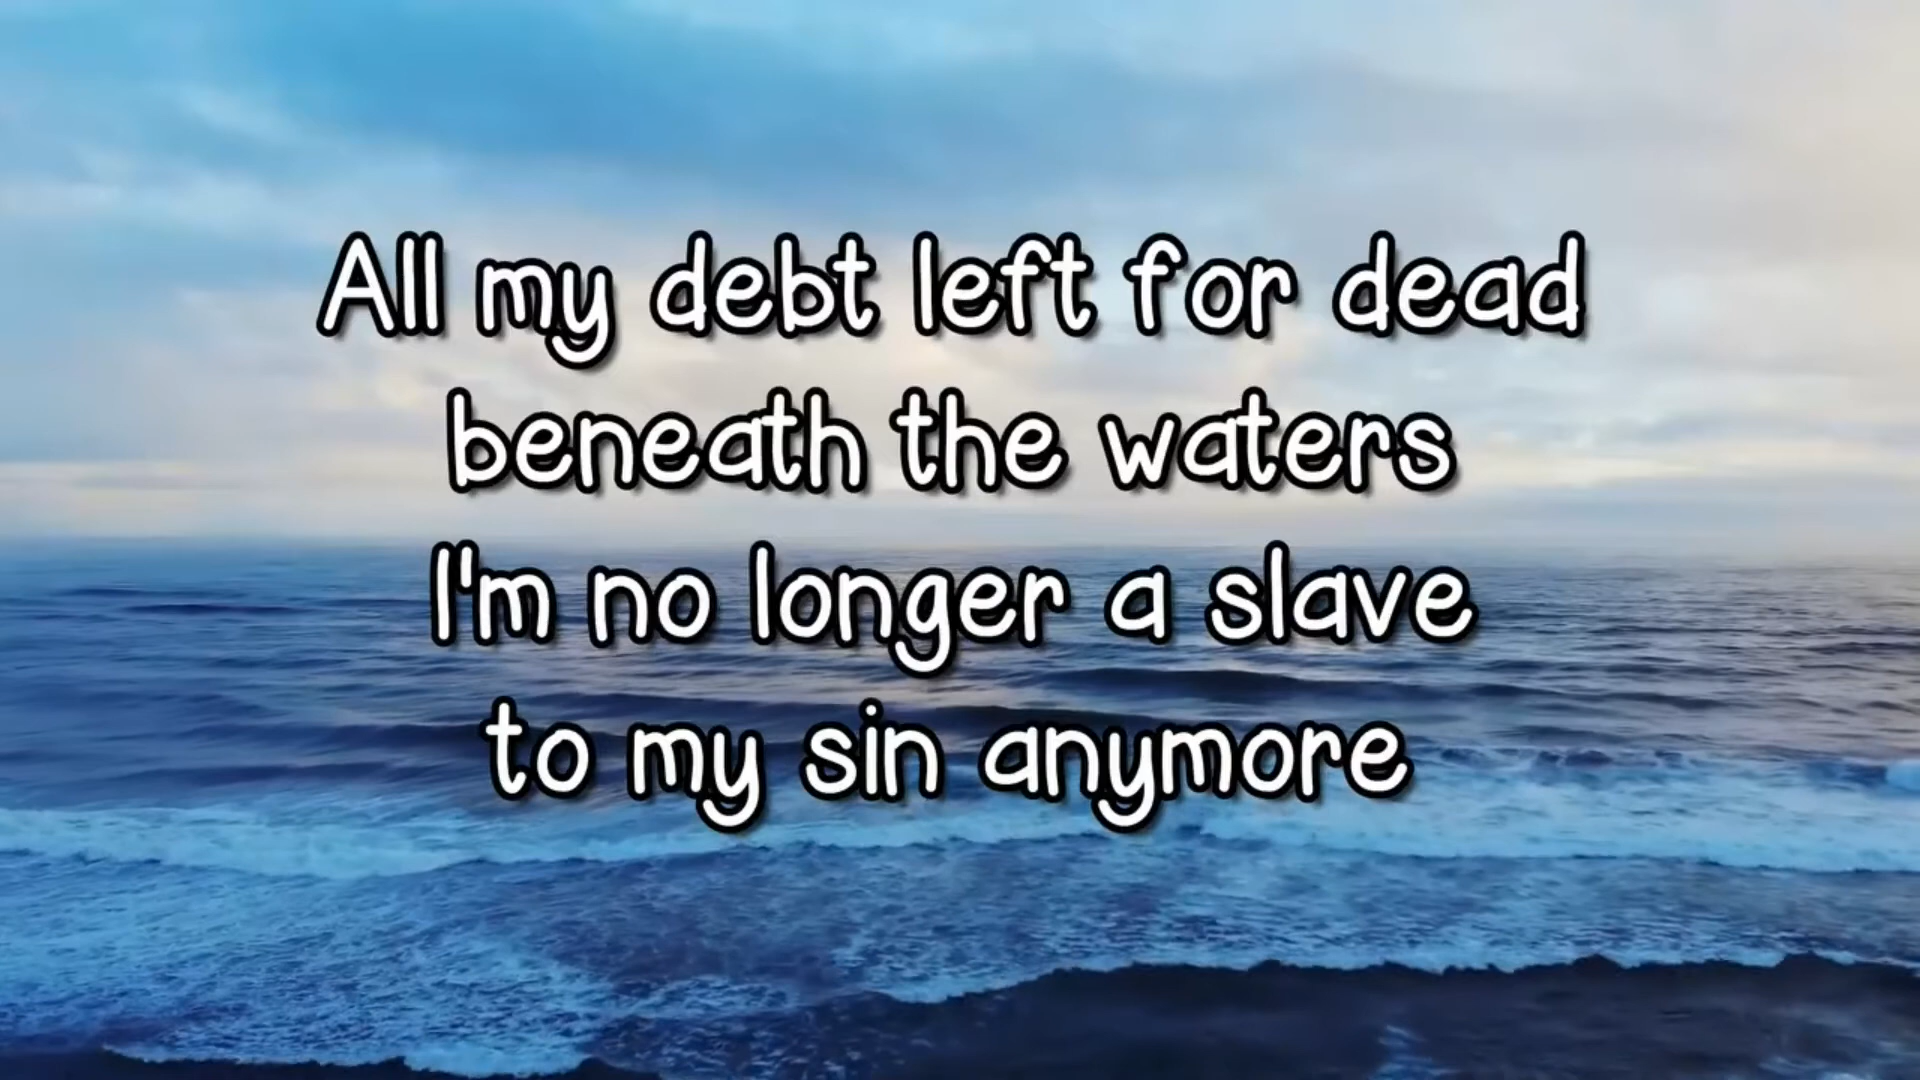 All my debt left for dead
beneath the waters
I'm no longer a slave
to my sin anymore